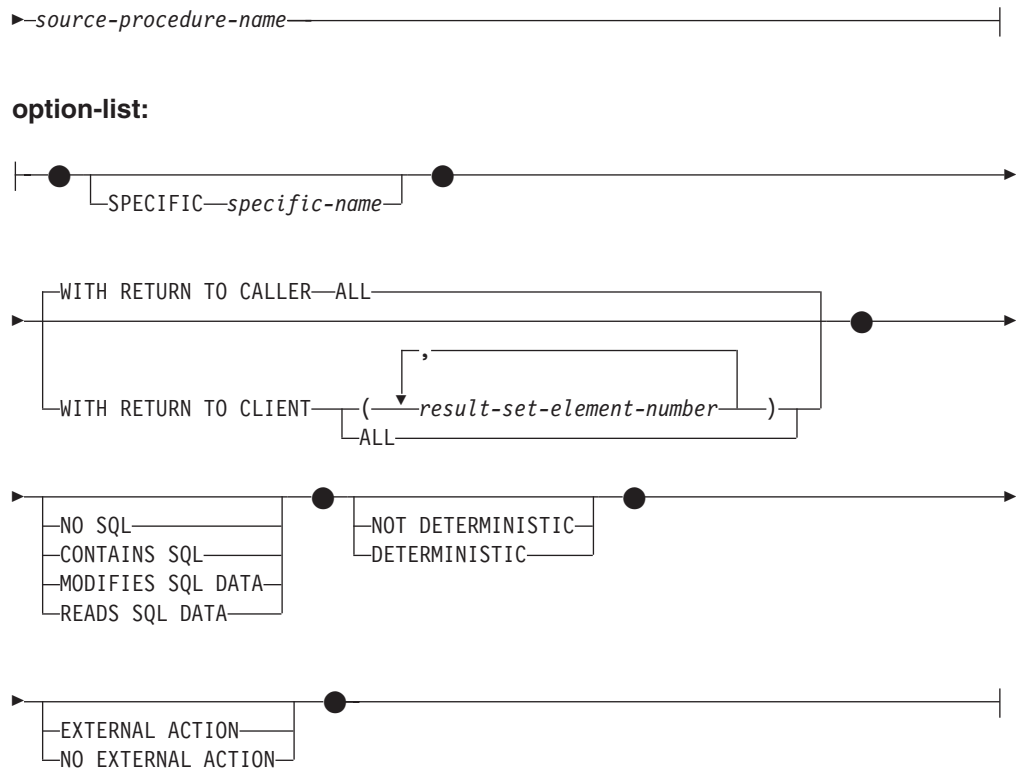 source-procedure-name
option-list:
SPECIFIC specific-name
WITH RETURN TO CALLER ALL
,
WITH RETURN TO CLIENT ( result-set-element-number )
ALL
NO SQL NOT DETERMINISTIC
CONTAINS SQL DETERMINISTIC
MODIFIES SQL DATA
READS SQL DATA
EXTERNAL ACTION
NO EXTERNAL ACTION